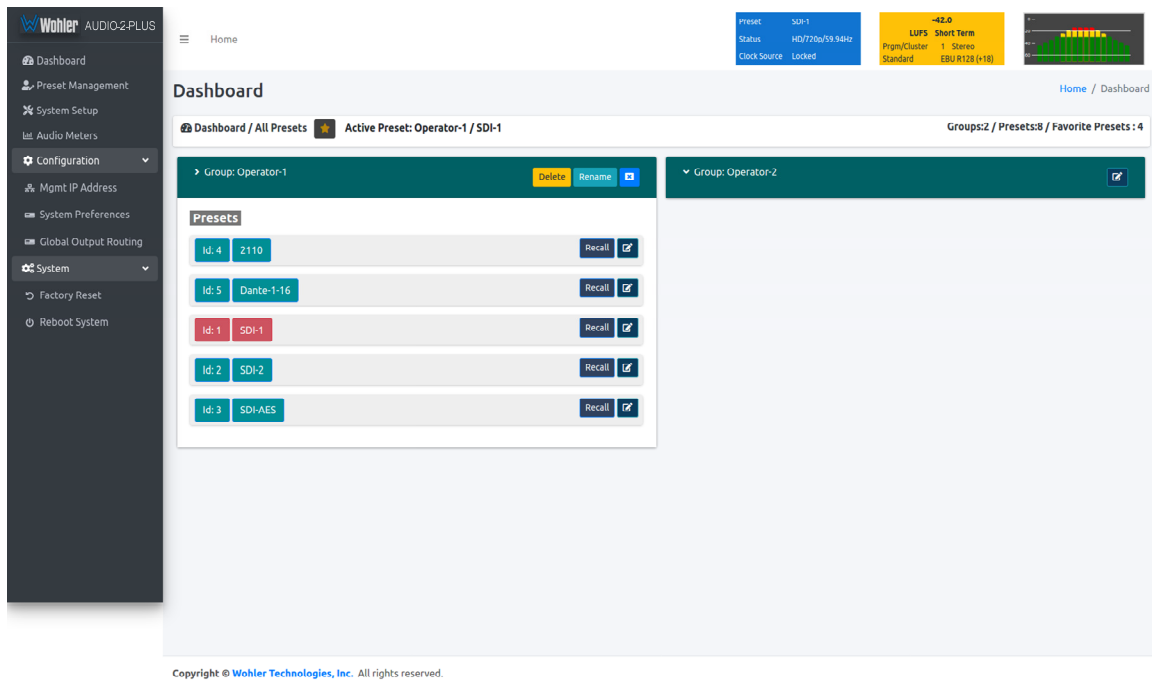 Wohler AUDIO-2-PLUS
Dashboard
Preset Management
System Setup
Audio Meters
Configuration
Mgmt IP Address
System Preferences
Global Output Routing
System
Factory Reset
Reboot System
Home
Preset SDI-1
Status HD/720p/59.94Hz
Clock Source Locked
-42.0
LUFS Short Term
Prgm/Cluster 1 Stereo
Standard EBU R128 (+18)
Dashboard
Home / Dashboard
Dashboard / All Presets Active Preset: Operator-1 / SDI-1
Groups:2 / Presets:8 / Favorite Presets : 4
Group: Operator-1
Delete Rename
Presets
Id: 4 2110 Recall
Id: 5 Dante-1-16 Recall
Id: 1 SDI-1 Recall
Id: 2 SDI-2 Recall
Id: 3 SDI-AES Recall
Group: Operator-2
Copyright © Wohler Technologies, Inc. All rights reserved.